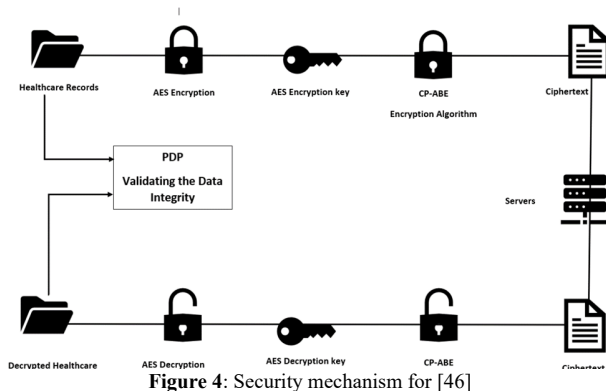 Healthcare Records
AES Encryption
AES Encryption key
CP-ABE
Encryption Algorithm
Ciphertext
PDP
Validating the Data
Integrity
Servers
Decrypted Healthcare
AES Decryption
AES Decryption key
CP-ABE
Ciphertext
Figure 4: Security mechanism for [46]